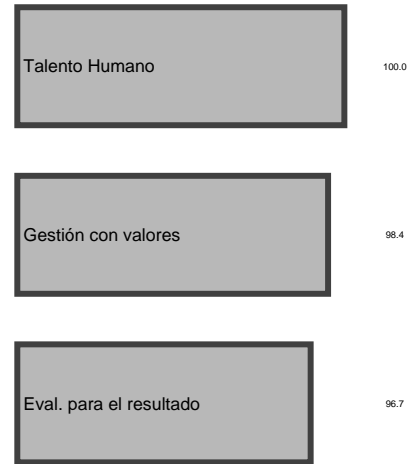 Talento Humano 100.0
Gestión con valores 98.4
Eval. para el resultado 96.7